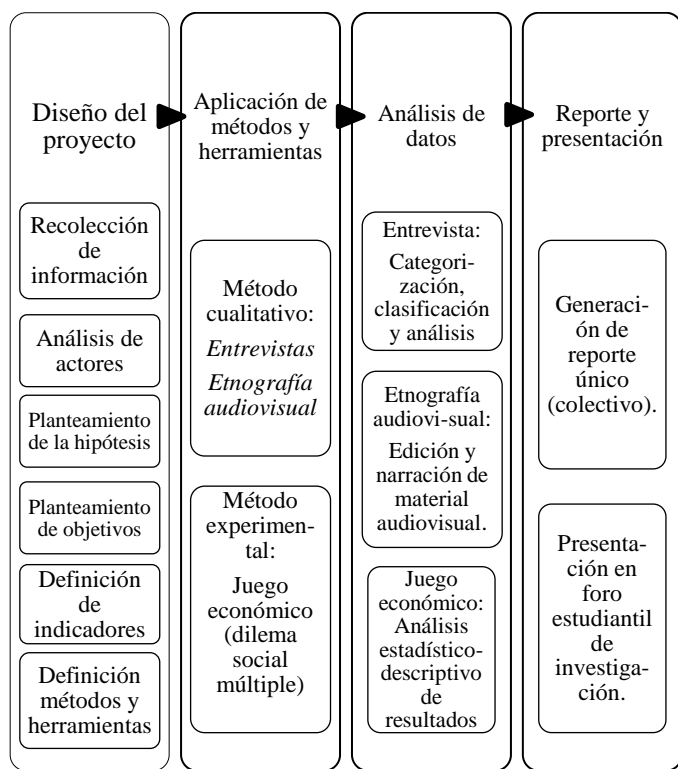 Diseño del
proyecto
Recolección
de
información
Análisis de
actores
Planteamiento
de la hipótesis
Planteamiento
de objetivos
Definición
de
indicadores
Definición
métodos y
herramientas
Aplicación de
métodos y
herramientas
Método
cualitativo:
Entrevistas
Etnografía
audiovisual
Método
experimen-
tal:
Juego
económico
(dilema
social
múltiple)
Análisis de
datos
Entrevista:
Categori-
zación,
clasificación
y análisis
Etnografía
audiovi-sual:
Edición y
narración de
material
audiovisual.
Juego
económico:
Análisis
estadístico-
descriptivo
de
resultados
Reporte y
presentación
Generaci-
ón de
reporte
único
(colectivo).
Presenta-
ción en
foro
estudiantil
de
investiga-
ción.